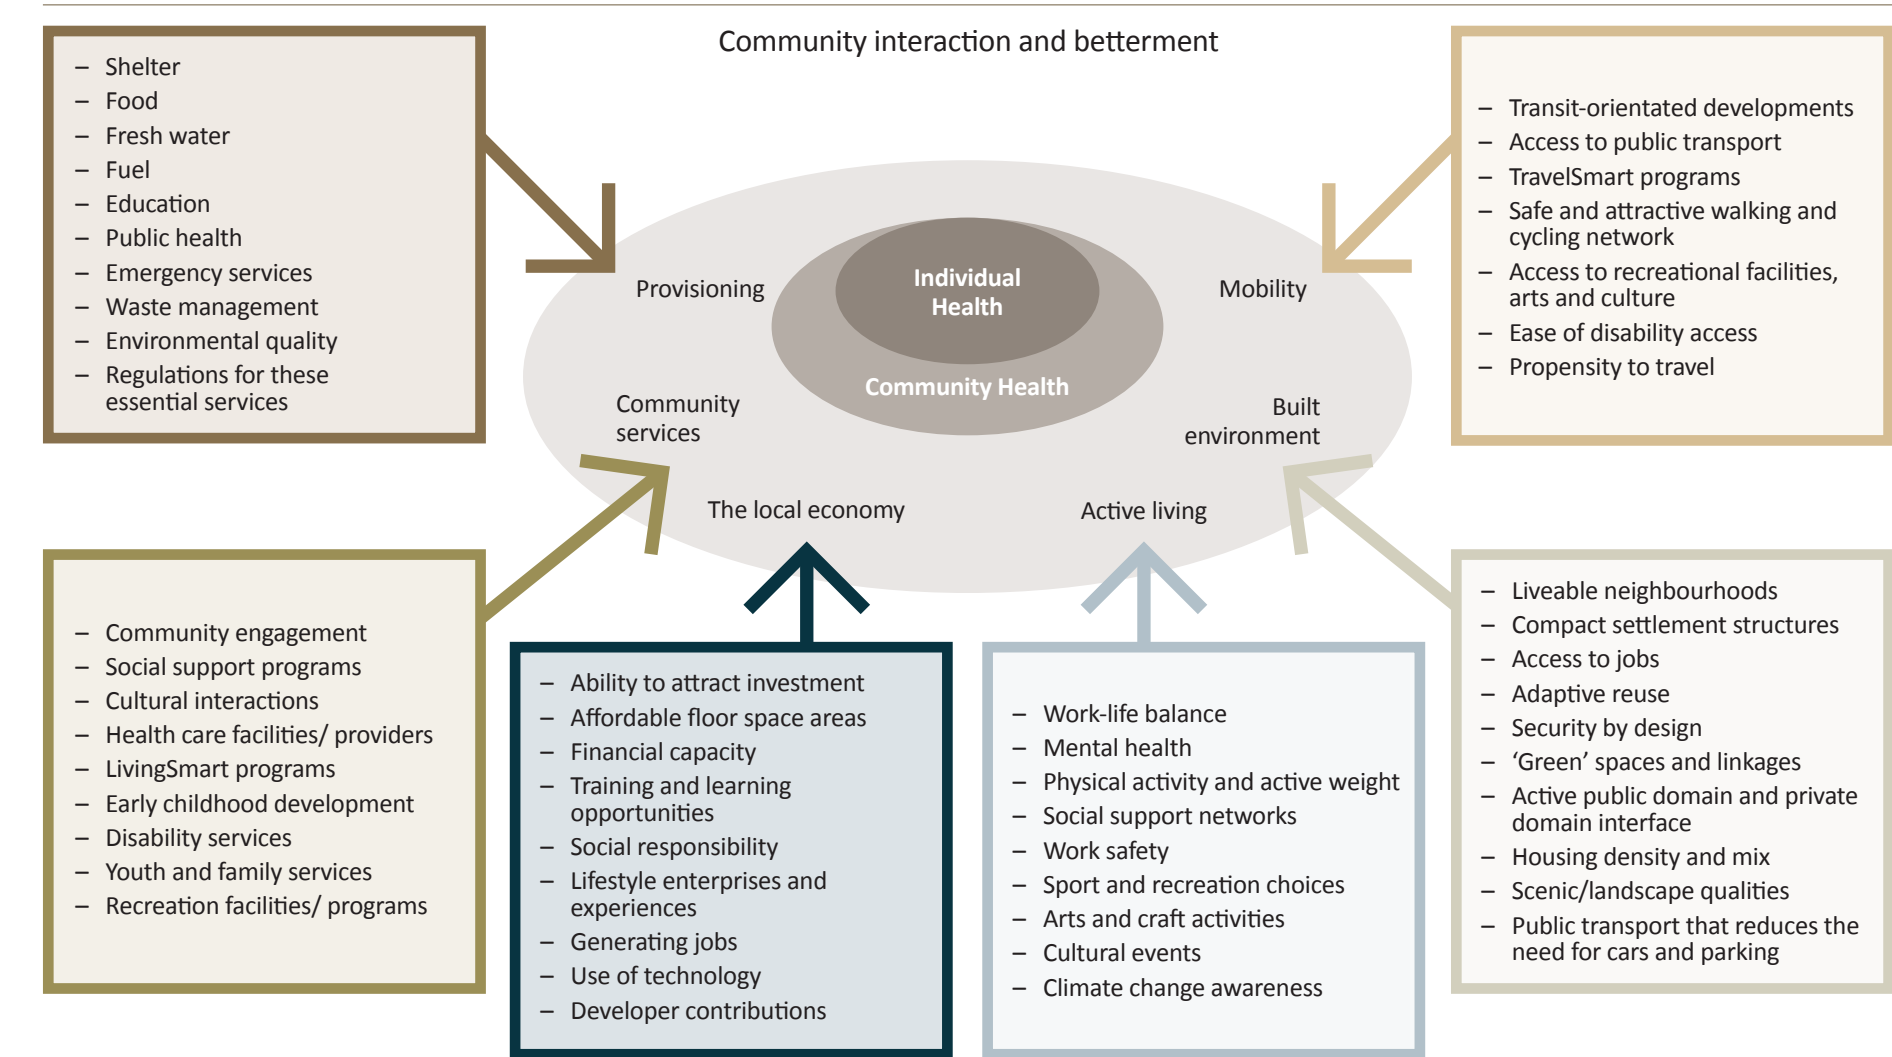 Community interaction and betterment
– Shelter
– Food
– Fresh water
– Fuel
– Education
– Public health
– Emergency services
– Waste management
– Environmental quality
– Regulations for these
essential services
– Transit-orientated developments
– Access to public transport
– TravelSmart programs
– Safe and attractive walking and
cycling network
– Access to recreational facilities,
arts and culture
– Ease of disability access
– Propensity to travel
Provisioning
Individual
Health
Mobility
Community Health
Community
services
Built
environment
The local economy
Active living
– Community engagement
– Social support programs
– Cultural interactions
– Health care facilities/ providers
– LivingSmart programs
– Early childhood development
– Disability services
– Youth and family services
– Recreation facilities/ programs
– Ability to attract investment
– Affordable floor space areas
– Financial capacity
– Training and learning
opportunities
– Social responsibility
– Lifestyle enterprises and
experiences
– Generating jobs
– Use of technology
– Developer contributions
– Work-life balance
– Mental health
– Physical activity and active weight
– Social support networks
– Work safety
– Sport and recreation choices
– Arts and craft activities
– Cultural events
– Climate change awareness
– Liveable neighbourhoods
– Compact settlement structures
– Access to jobs
– Adaptive reuse
– Security by design
– ‘Green’ spaces and linkages
– Active public domain and private
domain interface
– Housing density and mix
– Scenic/landscape qualities
– Public transport that reduces the
need for cars and parking